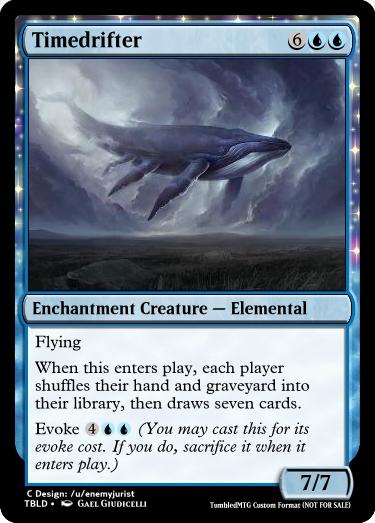 Timedrifter 6
Enchantment Creature — Elemental
Flying
When this enters play, each player
shuffles their hand and graveyard into
their library, then draws seven cards.
Evoke 4 (You may cast this for its
evoke cost. If you do, sacrifice it when it
enters play.)
7/7
C Design: /u/enemyjurist
TBLD • Gael Giudicelli
TumbledMTG Custom Format (NOT FOR SALE)